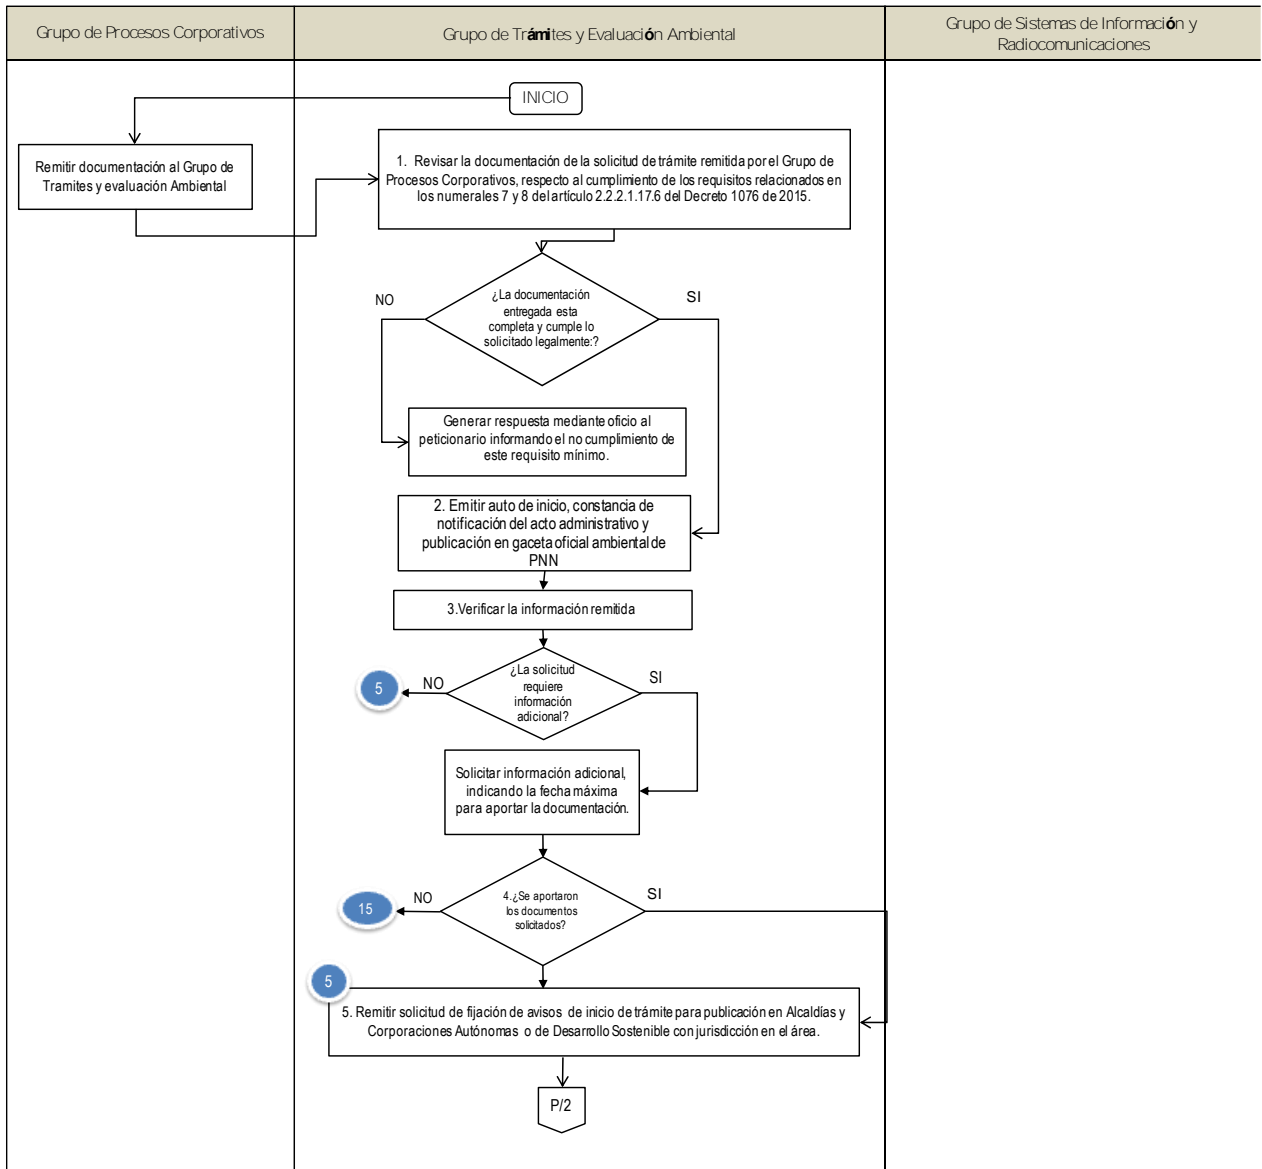 Grupo de Procesos Corporativos
Grupo de Trámites y Evaluación Ambiental
Grupo de Sistemas de Información y
Radiocomunicaciones
INICIO
Remitir documentación al Grupo de
Tramites y evaluación Ambiental
1. Revisar la documentación de la solicitud de trámite remitida por el Grupo de
Procesos Corporativos, respecto al cumplimiento de los requisitos relacionados en
los numerales 7 y 8 del artículo 2.2.2.1.17.6 del Decreto 1076 de 2015.
¿La documentación
entregada esta
completa y cumple lo
solicitado legalmente:?
NO
SI
Generar respuesta mediante oficio al
peticionario informando el no cumplimiento de
este requisito mínimo.
2. Emitir auto de inicio, constancia de
notificación del acto administrativo y
publicación en gaceta oficial ambiental de
PNN
3.Verificar la información remitida
¿La solicitud
requiere
información
adicional?
NO
SI
5
Solicitar información adicional,
indicando la fecha máxima
para aportar la documentación.
4.¿Se aportaron
los documentos
solicitados?
NO
SI
15
5
5. Remitir solicitud de fijación de avisos de inicio de trámite para publicación en Alcaldías y
Corporaciones Autónomas o de Desarrollo Sostenible con jurisdicción en el área.
P/2